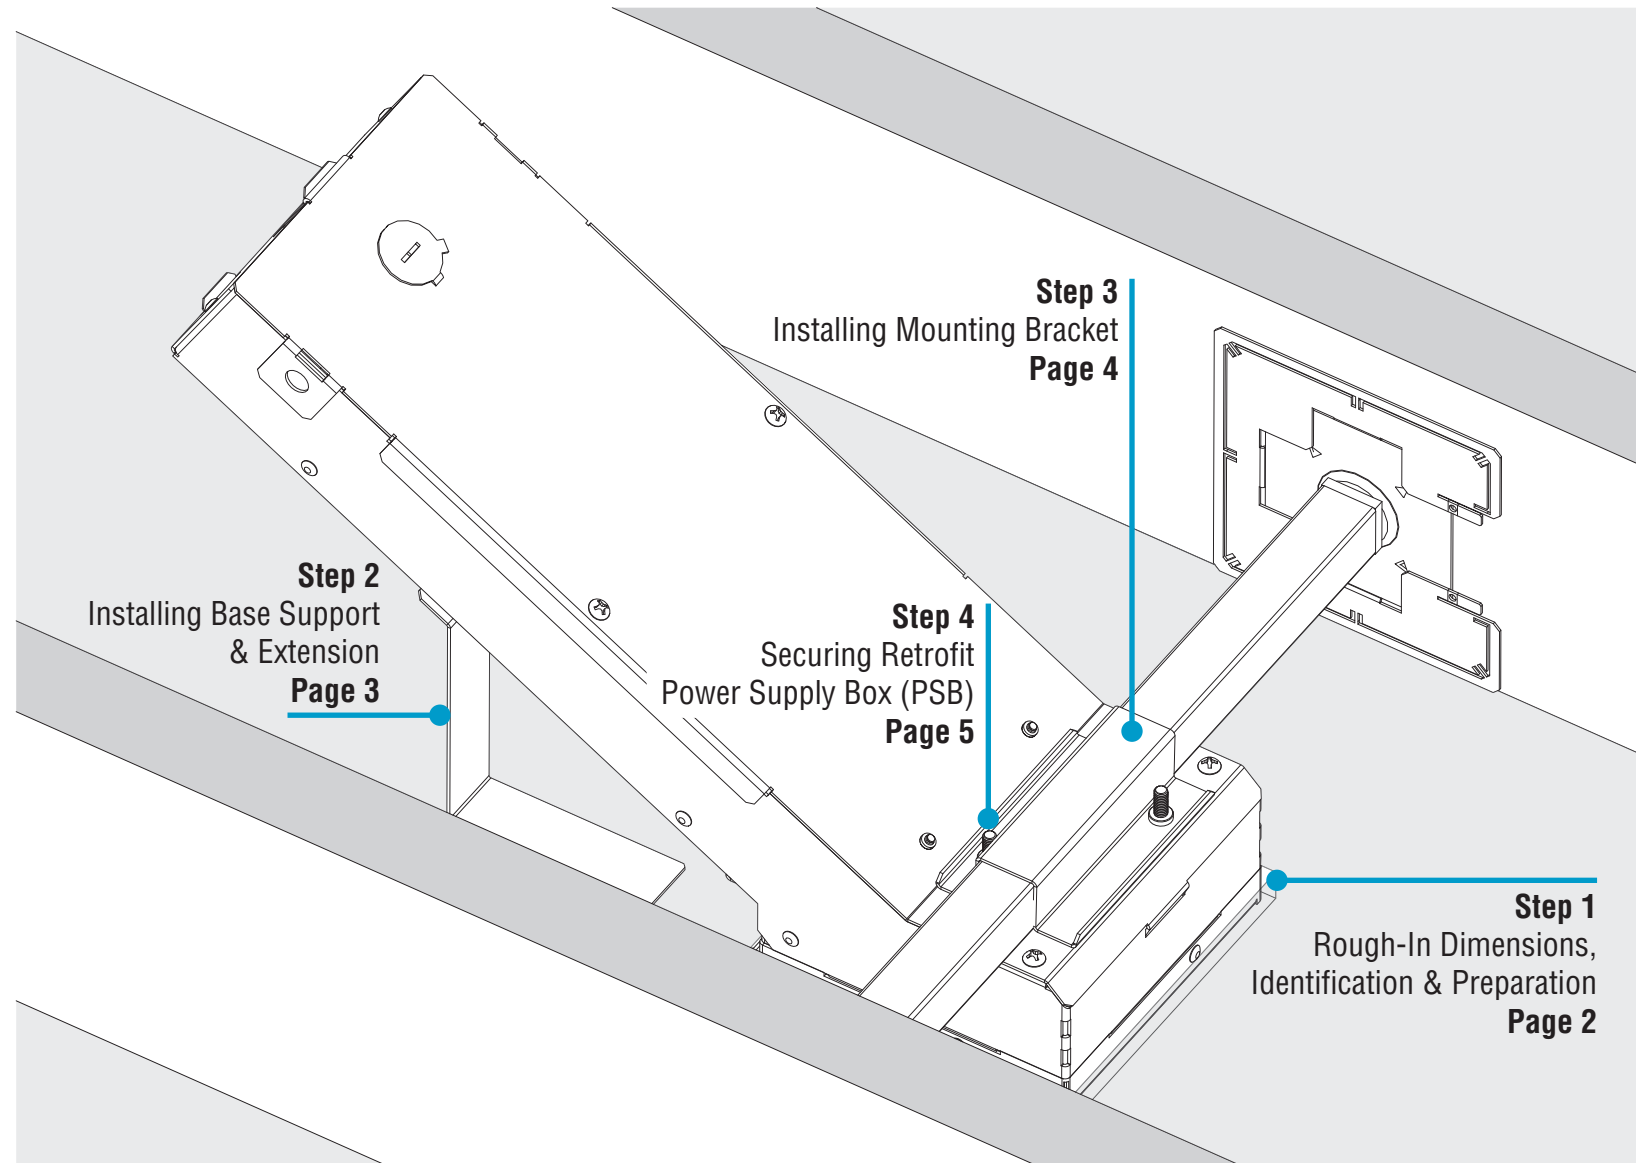 Step 3
Installing Mounting Bracket
Page 4
Step 2
Installing Base Support
& Extension
Page 3
Step 4
Securing Retrofit
Power Supply Box (PSB)
Page 5
Step 1
Rough-In Dimensions,
Identification & Preparation
Page 2